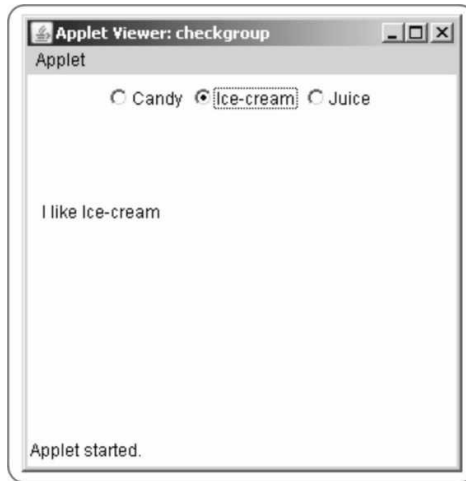 Applet Viewer: checkgroup
Applet
Candy Ice-cream Juice
I like Ice-cream
Applet started.